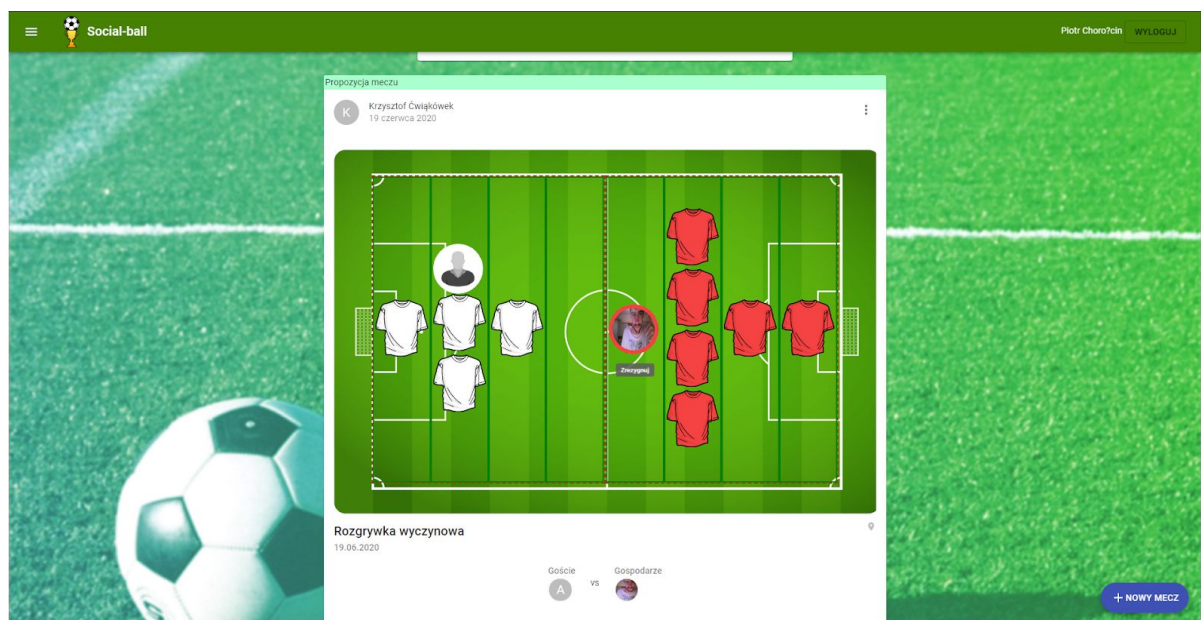 Social-ball
Piotr Choro?cin WYLOGUJ
Propozycja meczu
K
Krzysztof Ćwiąkówek
19 czerwca 2020
Zrezygnuj
Rozgrywka wyczynowa
19.06.2020
Goście Gospodarze
A vs
+ NOWY MECZ